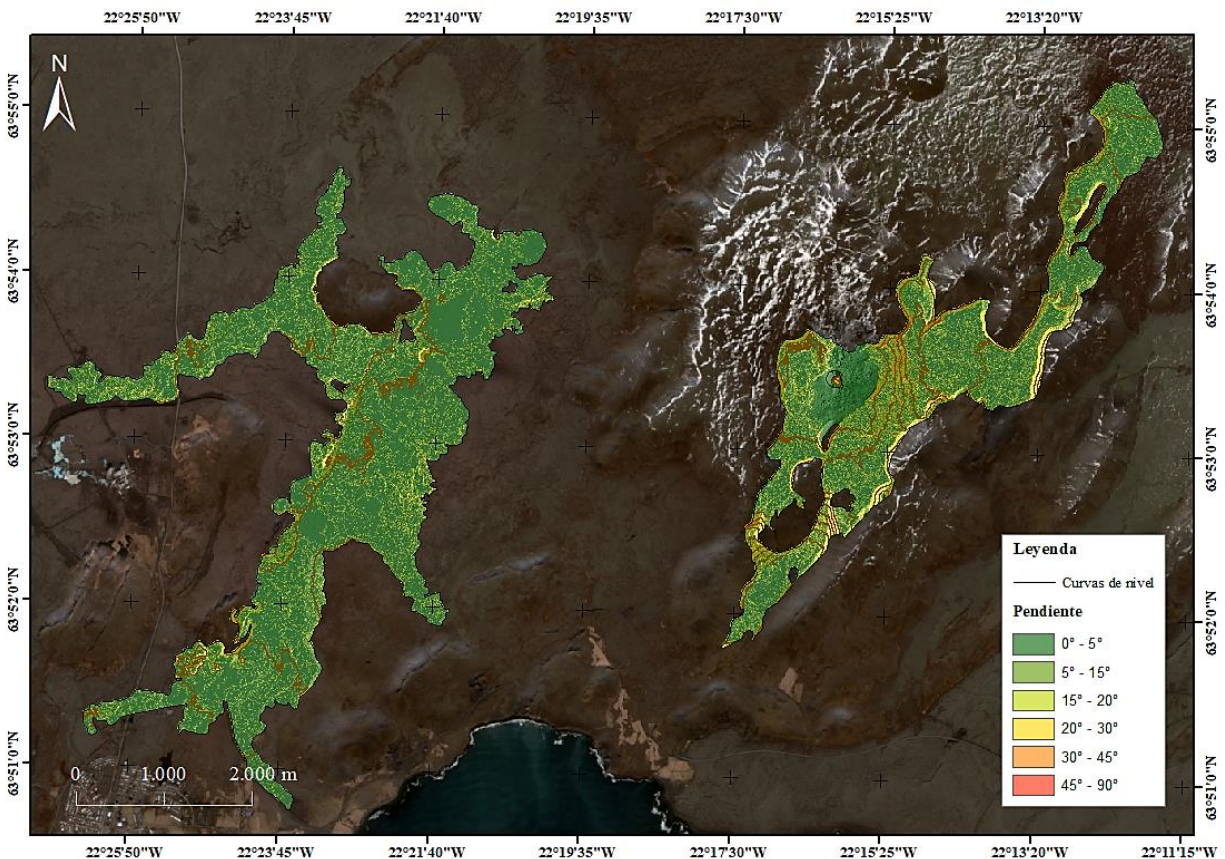 22°25'50"W 22°23'45"W 22°21'40"W 22°19'35"W 22°17'30"W 22°15'25"W 22°13'20"W
N
63°55'0"N
63°54'0"N
63°53'0"N
63°52'0"N
63°51'0"N
63°55'0"N
63°54'0"N
63°53'0"N
63°52'0"N
63°51'0"N
Leyenda
Curvas de nivel
Pendiente
0° - 5°
5° - 15°
15° - 20°
20° - 30°
30° - 45°
45° - 90°
0 1.000 2.000 m
22°25'50"W 22°23'45"W 22°21'40"W 22°19'35"W 22°17'30"W 22°15'25"W 22°13'20"W 22°11'15"W